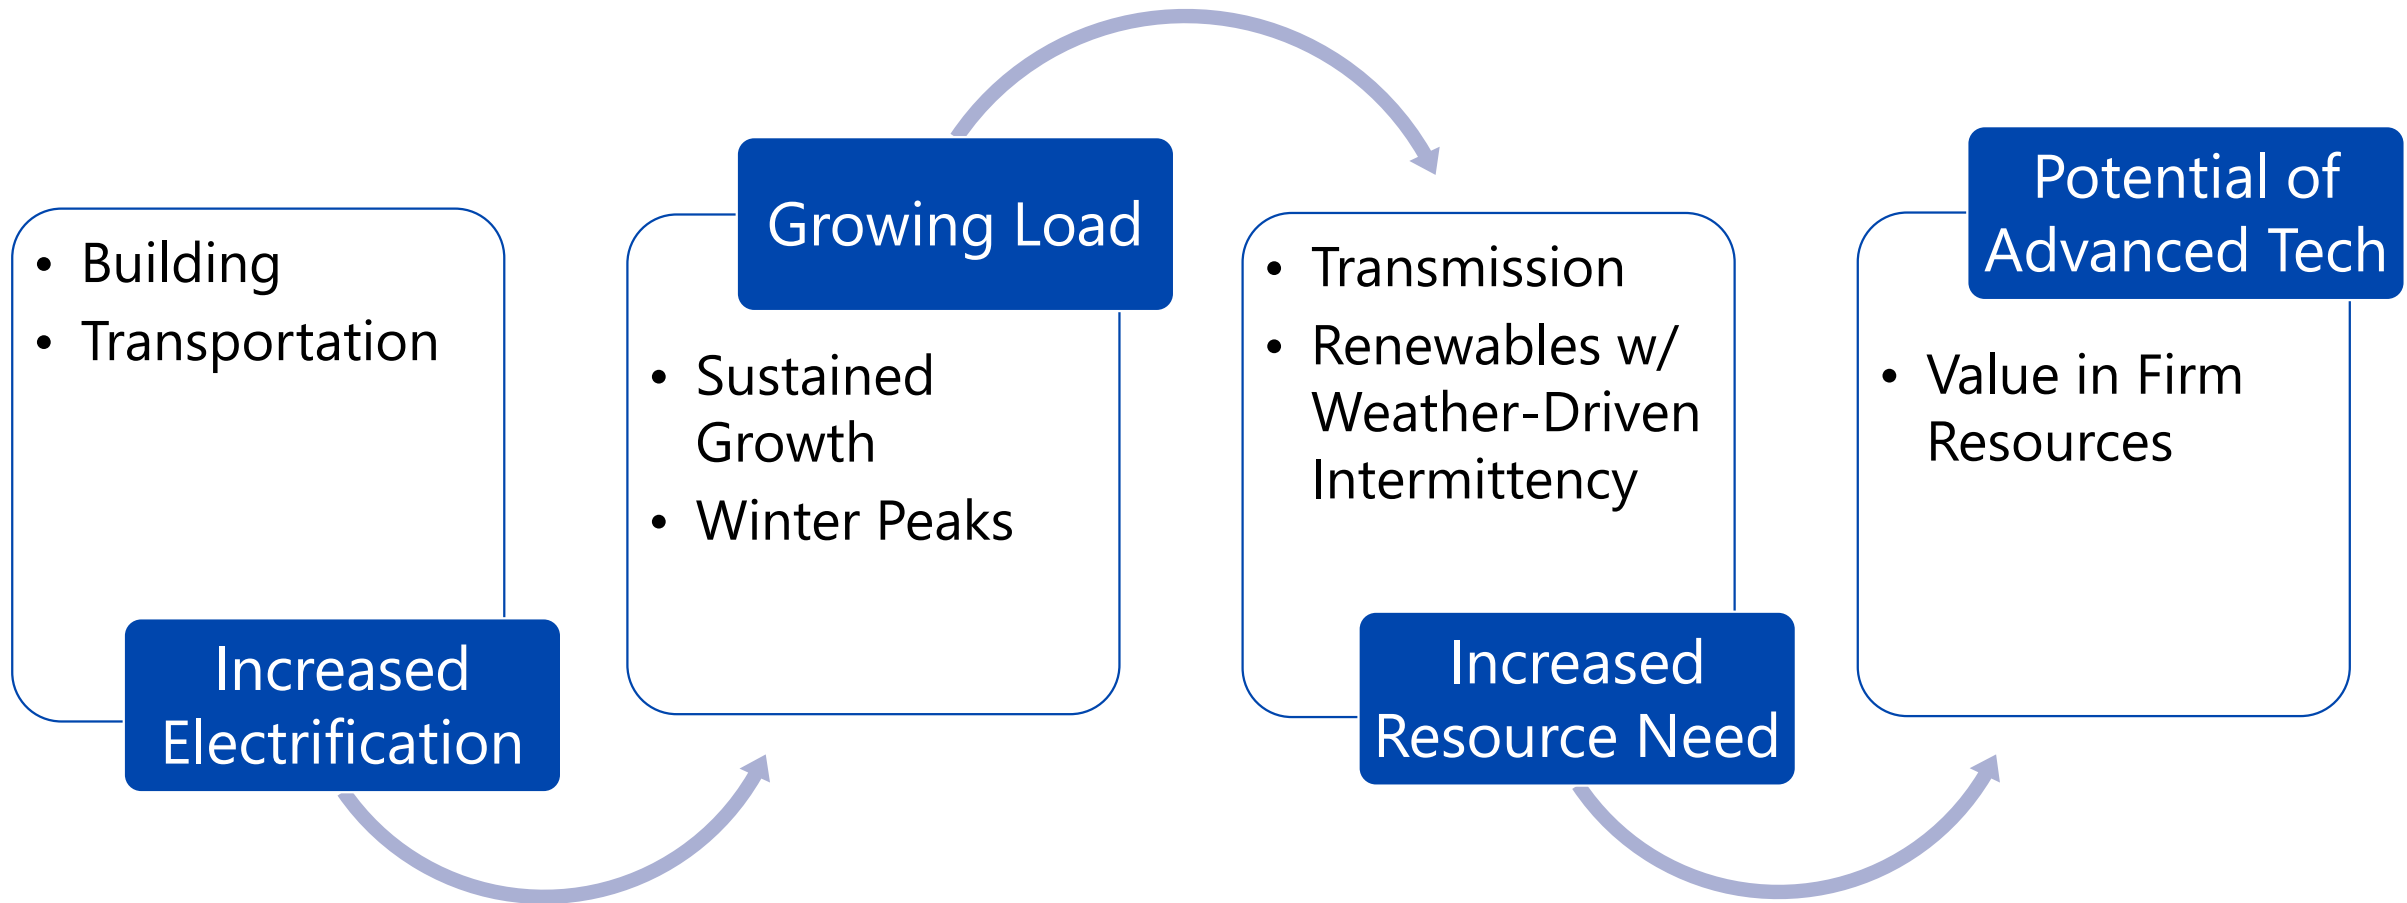 • Building
• Transportation
Increased
Electrification
Growing Load
• Sustained
Growth
• Winter Peaks
• Transmission
• Renewables w/
Weather-Driven
Intermittency
Increased
Resource Need
Potential of
Advanced Tech
• Value in Firm
Resources